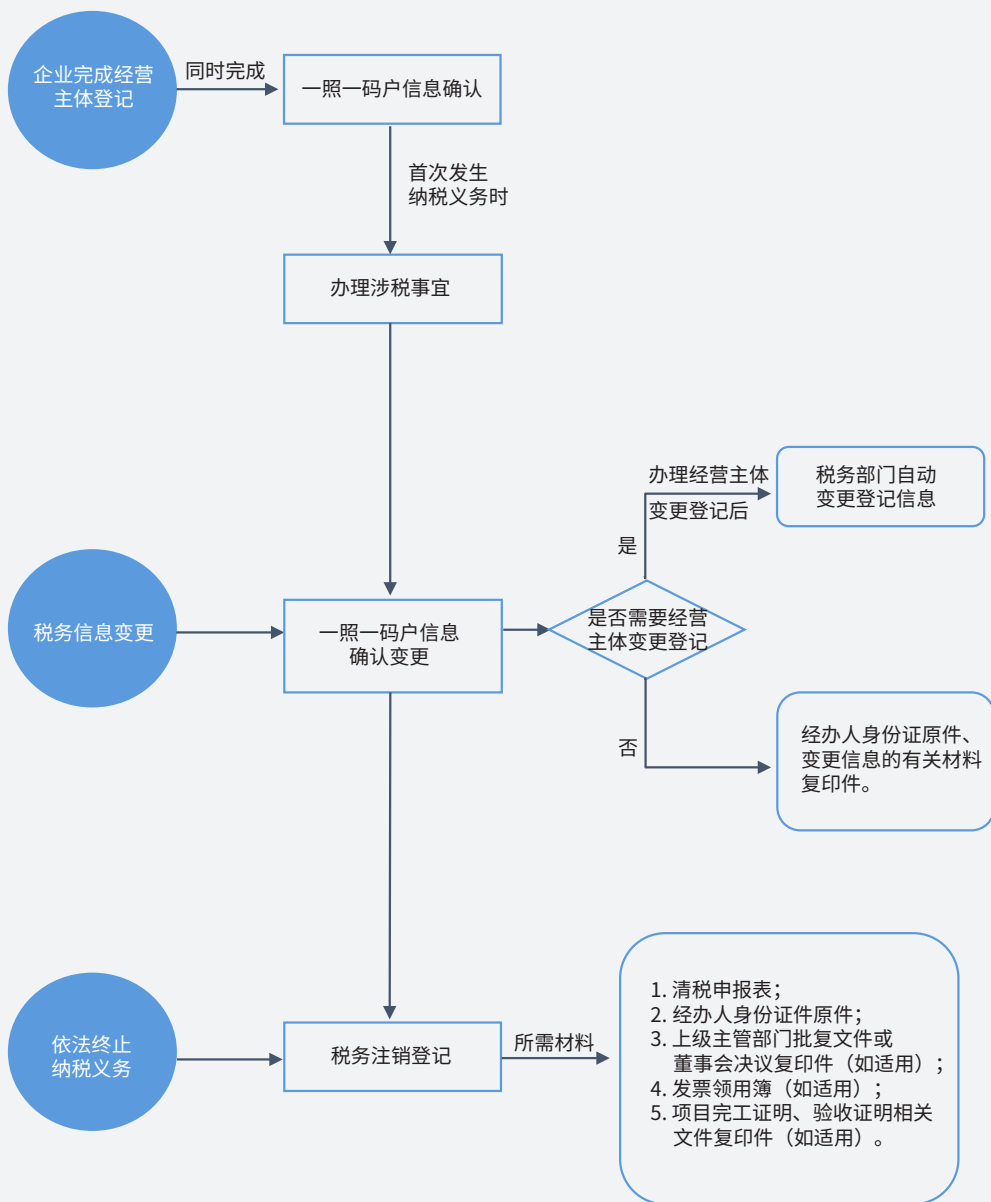 企业完成经营
主体登记
同时完成
一照一码户信息确认
首次发生
纳税义务时
办理涉税事宜
办理经营主体
变更登记后
税务部门自动
变更登记信息
是
税务信息变更
一照一码户信息
确认变更
是否需要经营
主体变更登记
否
经办人身份证原件、
变更信息的有关材料
复印件。
依法终止
纳税义务
税务注销登记
所需材料
1. 清税申报表；
2. 经办人身份证件原件；
3. 上级主管部门批复文件或
董事会决议复印件（如适用）；
4. 发票领用簿（如适用）；
5. 项目完工证明、验收证明相关
文件复印件（如适用）。